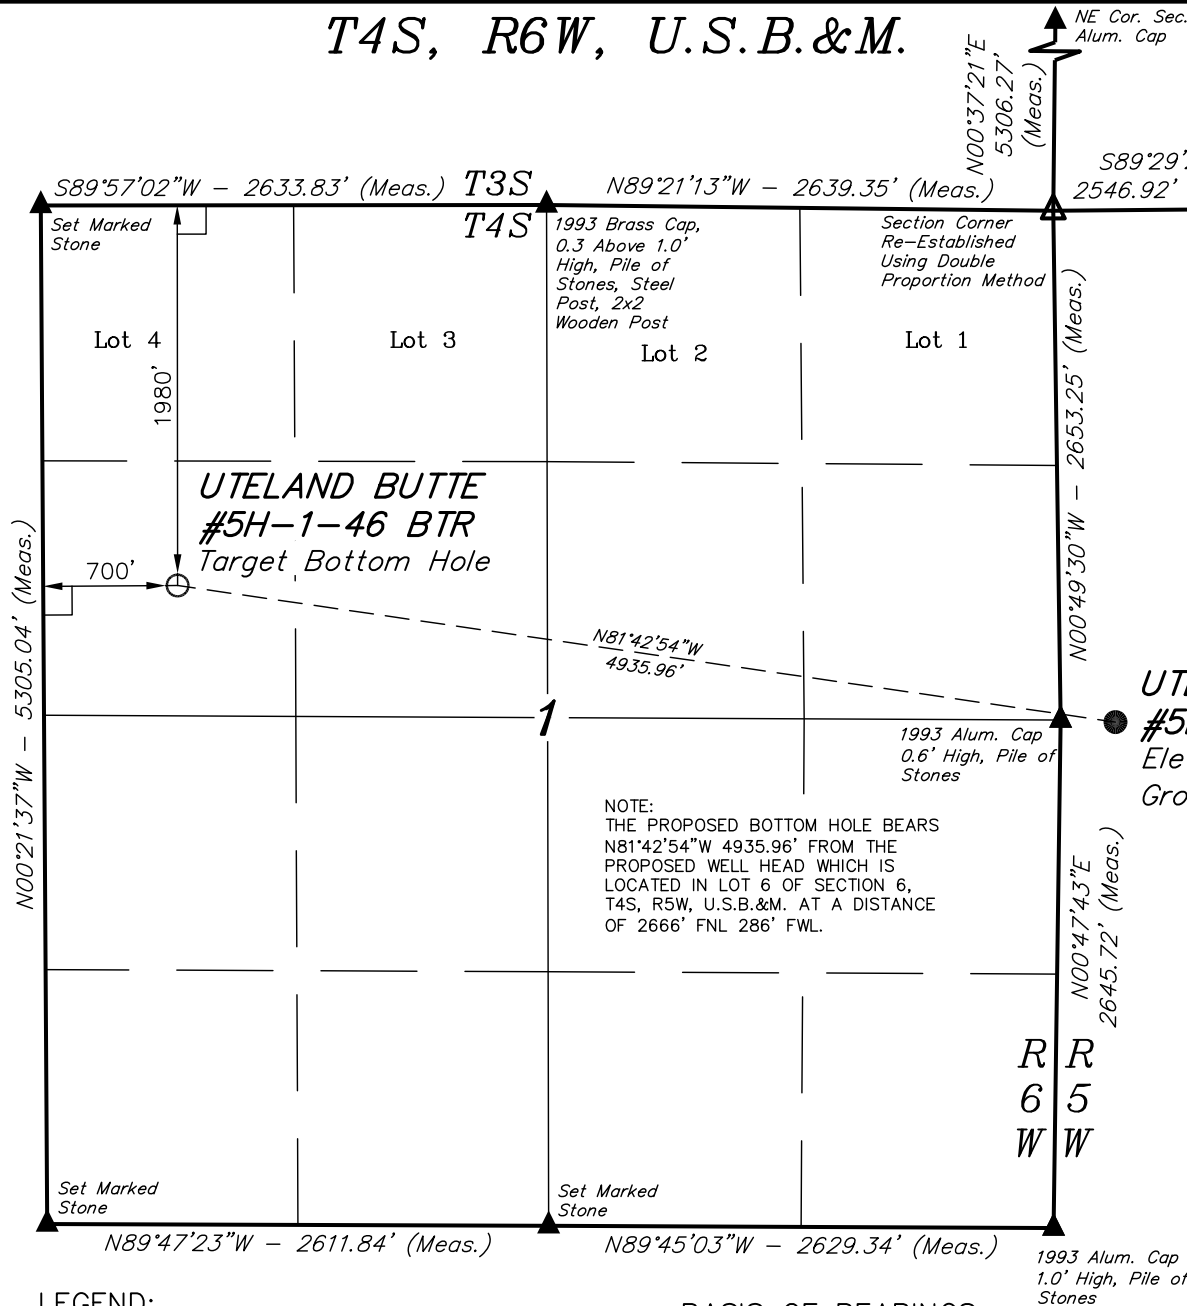 T4S, R6W, U.S.B.&M.
NE Cor. Sec.
Alum. Cap
N00°37'21"E
5306.27'
(Meas.)
S89°57'02"W – 2633.83' (Meas.)
T3S
T4S
N89°21'13"W – 2639.35' (Meas.)
S89°29'
2546.92'
Set Marked
Stone
1993 Brass Cap,
0.3 Above 1.0'
High, Pile of
Stones, Steel
Post, 2x2
Wooden Post
Section Corner
Re-Established
Using Double
Proportion Method
Lot 4
Lot 3
Lot 2
Lot 1
1980'
N00°49'30"W – 2653.25' (Meas.)
UTELAND BUTTE
#5H-1-46 BTR
Target Bottom Hole
700'
N00°21'37"W – 5305.04' (Meas.)
N81°42'54"W
4935.96'
1
1993 Alum. Cap
0.6' High, Pile of
Stones
#5
Ele
Gro
NOTE:
THE PROPOSED BOTTOM HOLE BEARS
N81°42'54"W 4935.96' FROM THE
PROPOSED WELL HEAD WHICH IS
LOCATED IN LOT 6 OF SECTION 6,
T4S, R5W, U.S.B.&M. AT A DISTANCE
OF 2666' FNL 286' FWL.
N00°47'43"E
2645.72' (Meas.)
R R
6 5
W W
Set Marked
Stone
Set Marked
Stone
N89°47'23"W – 2611.84' (Meas.)
N89°45'03"W – 2629.34' (Meas.)
1993 Alum. Cap
1.0' High, Pile of
Stones
LEGEND:
BASIS OF BEARINGS